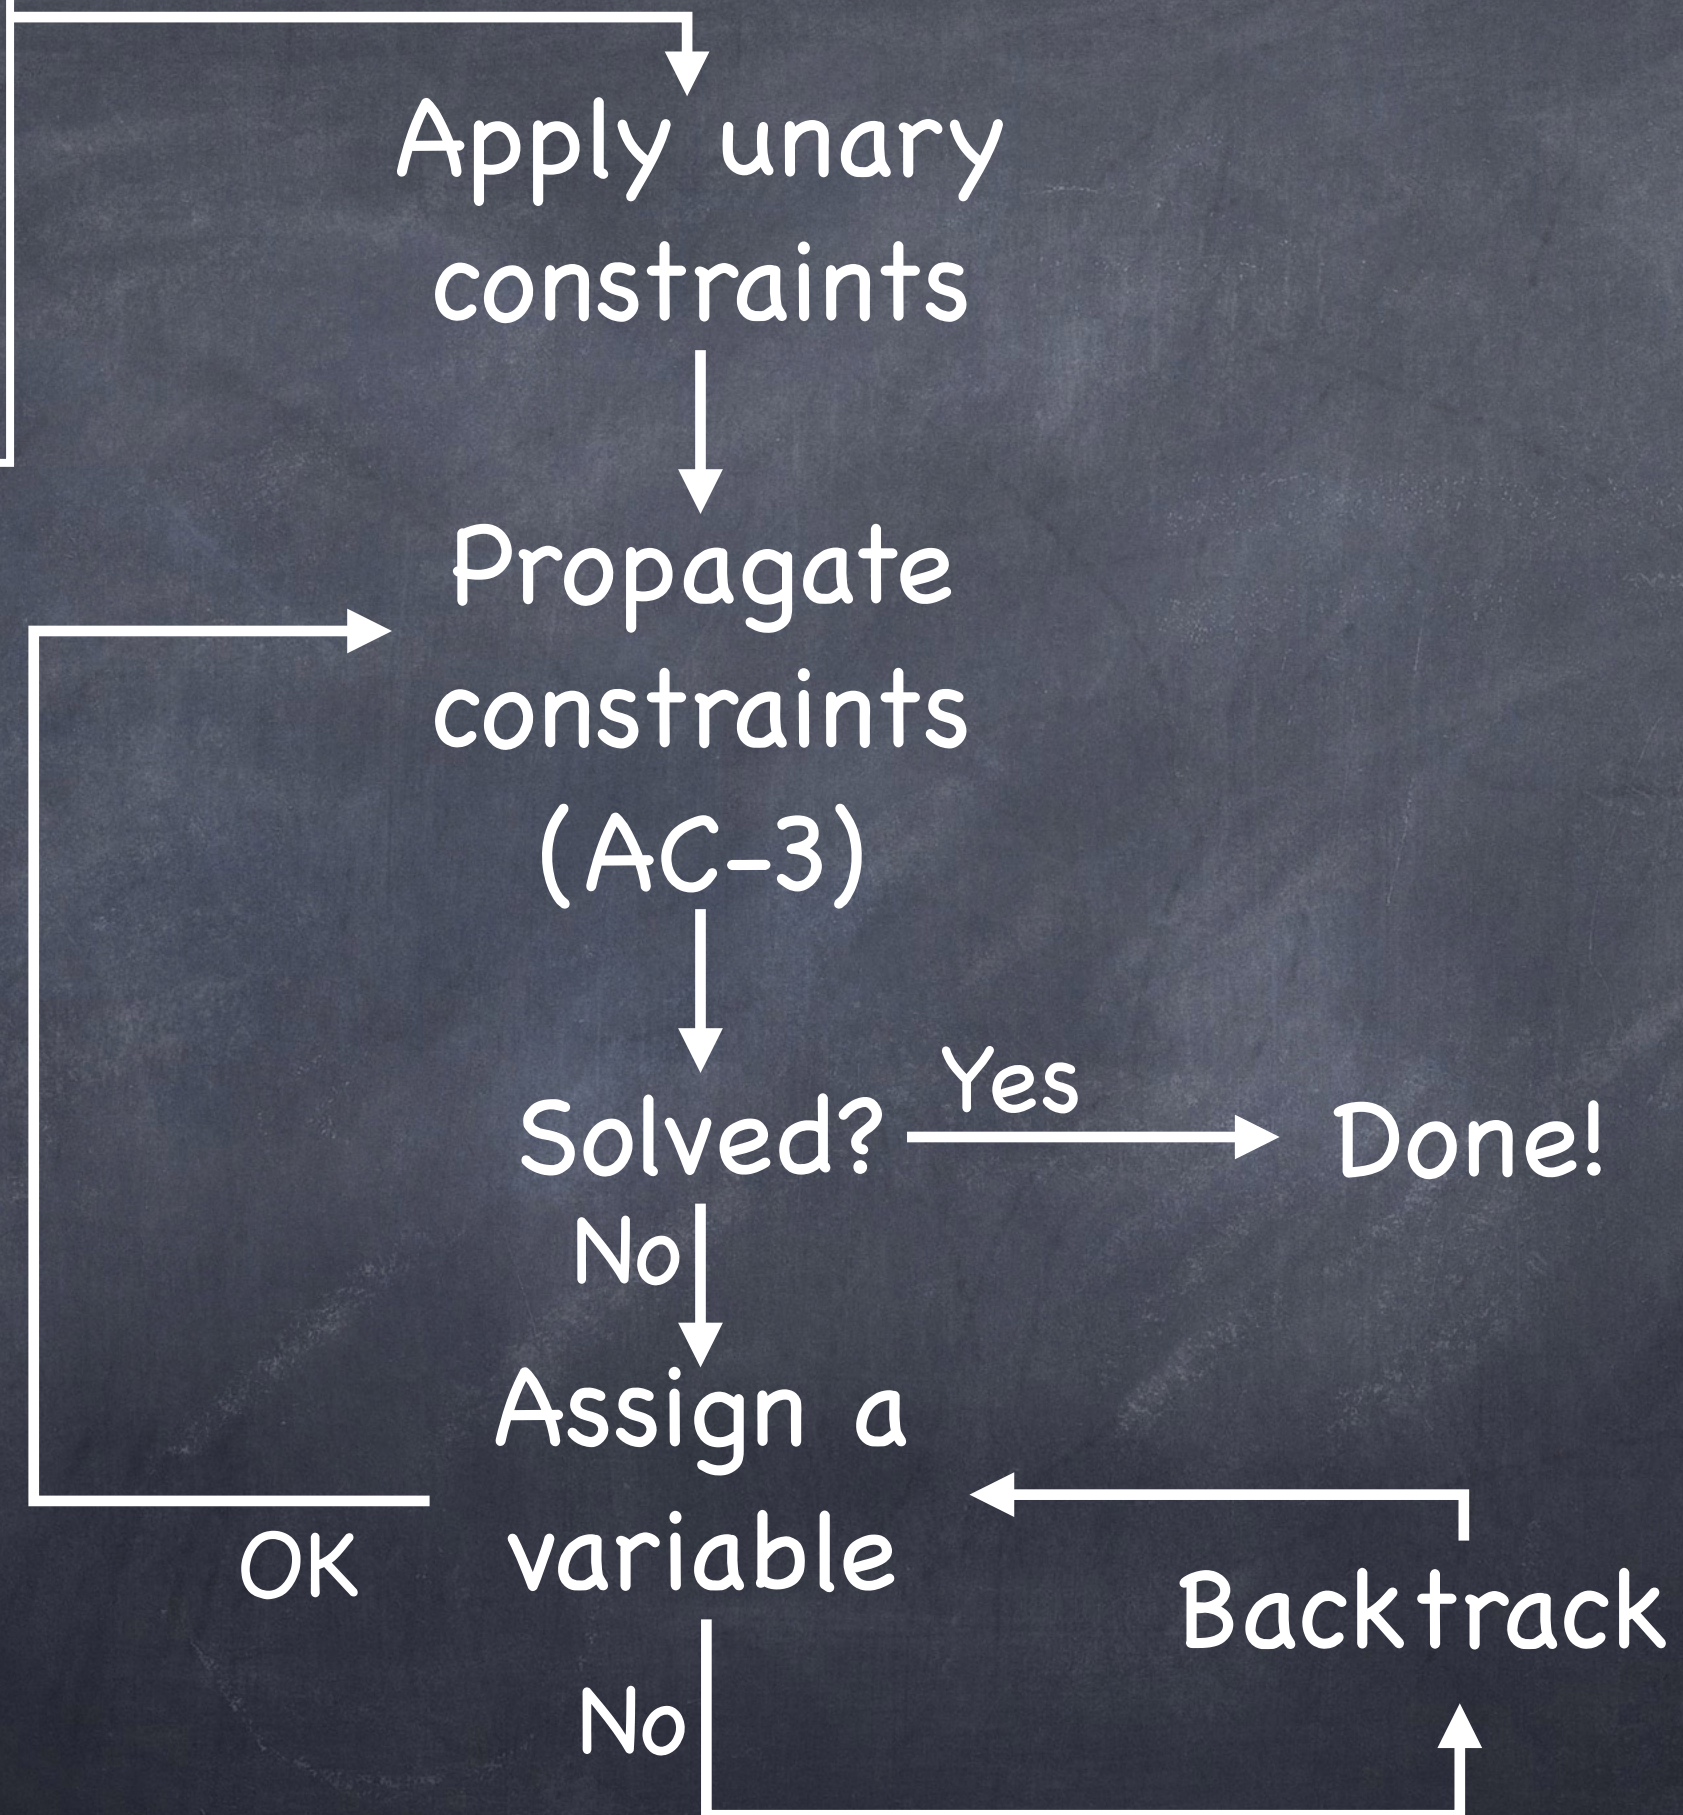 Apply unary
constraints
Propagate
constraints
(AC-3)
Solved?
Yes
Done!
No
Assign a
variable
OK
Backtrack
No